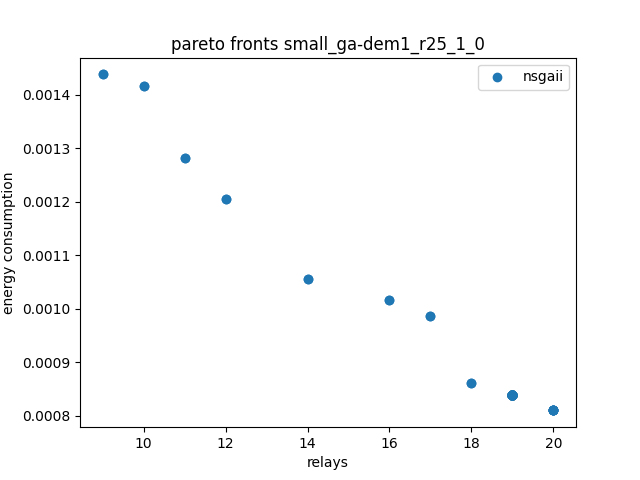 pareto fronts small_ga-dem1_r25_1_0
nsgaii
0.0014
0.0013
0.0012
0.0011
0.0010
0.0009
0.0008
energy consumption
10 12 14 16 18 20
relays